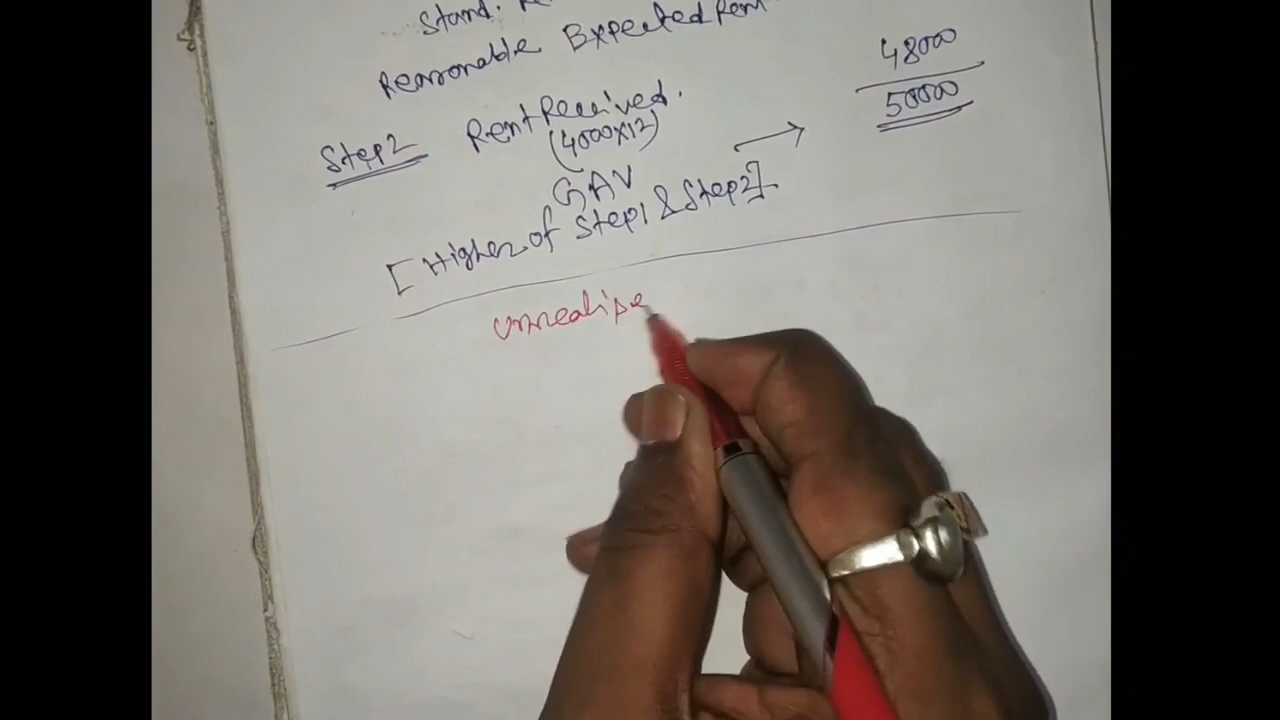 Stand.
Reasonable Expected Rent
Step2 Rent Received. 48000
(4000x12)
GAV → 50000
[Higher of Step1 & Step2].
unrealise